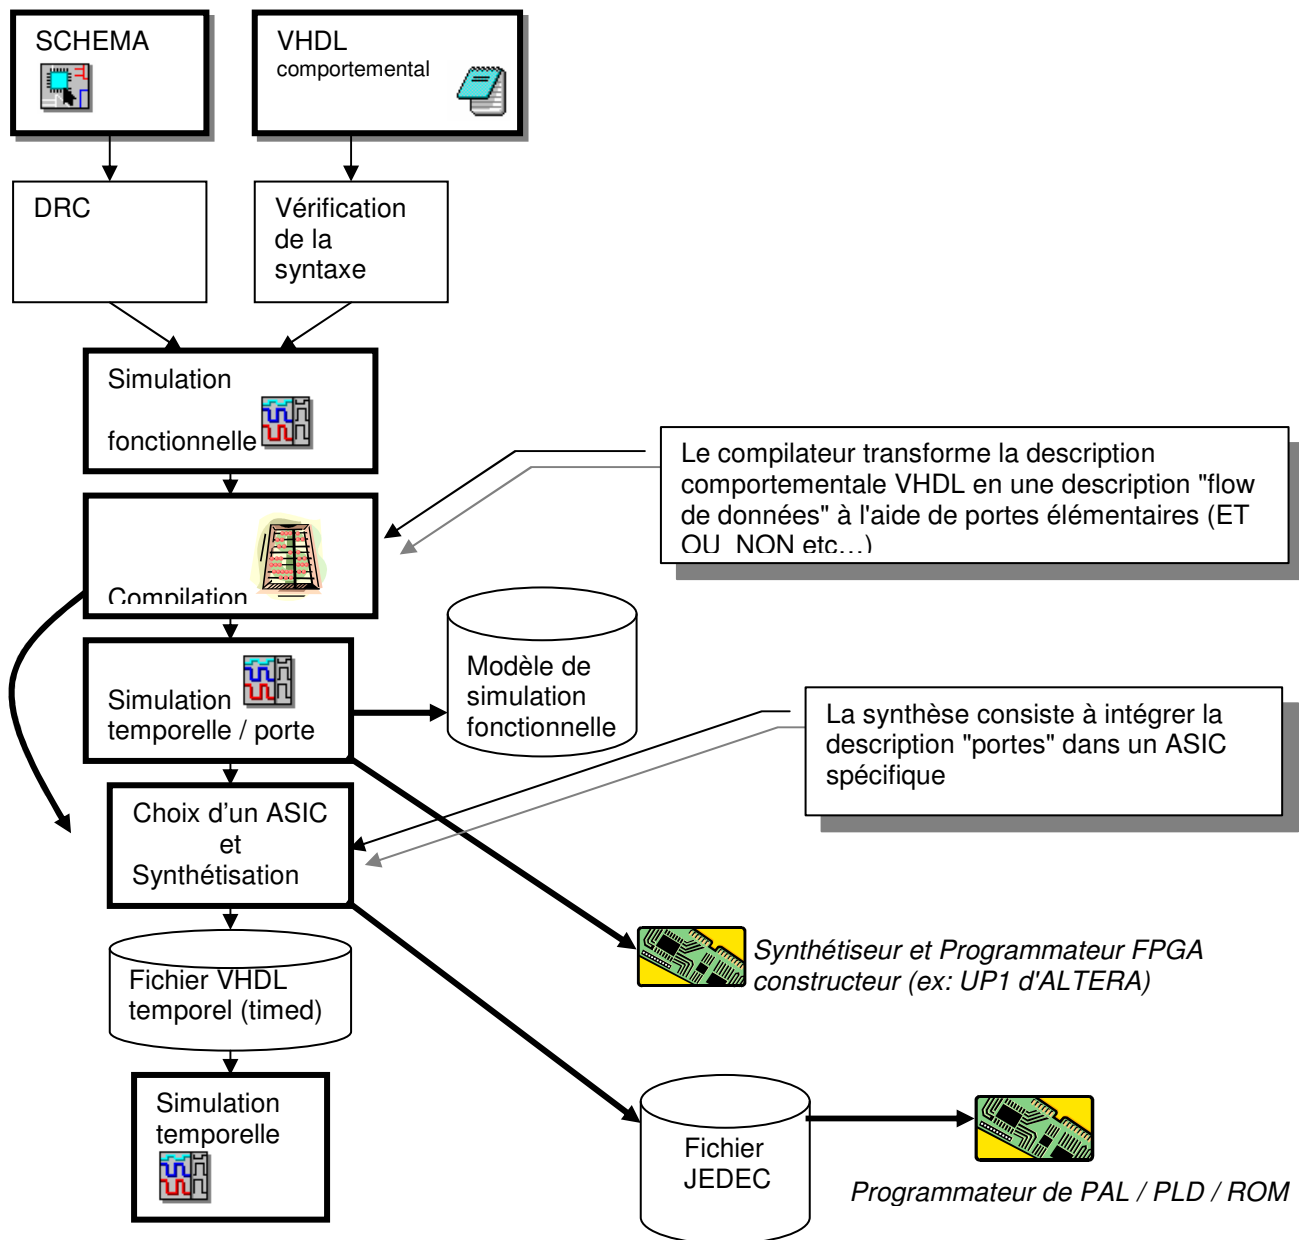 SCHEMA
VHDL
comportemental
DRC
Vérification
de la
syntaxe
Simulation
fonctionnelle
Le compilateur transforme la description
comportementale VHDL en une description "flow
de données" à l'aide de portes élémentaires (ET
OU NON etc...)
Compilation
Modèle de
simulation
fonctionnelle
Simulation
temporelle / porte
La synthèse consiste à intégrer la
description "portes" dans un ASIC
spécifique
Choix d'un ASIC
et
Synthétisation
Synthétiseur et Programmateur FPGA
constructeur (ex: UP1 d'ALTERA)
Fichier VHDL
temporel (timed)
Simulation
temporelle
Fichier
JEDEC
Programmateur de PAL / PLD / ROM